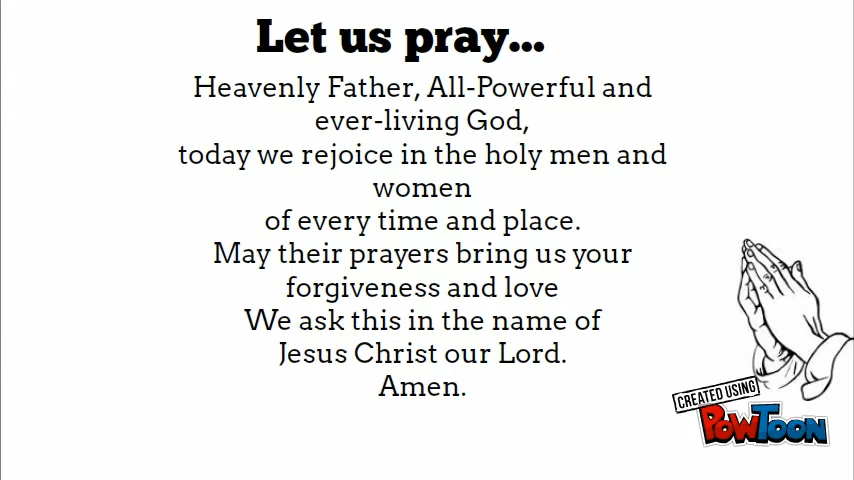 Let us pray...
Heavenly Father, All-Powerful and
ever-living God,
today we rejoice in the holy men and
women
of every time and place.
May their prayers bring us your
forgiveness and love
We ask this in the name of
Jesus Christ our Lord.
Amen.
CREATED USING
POWTOON